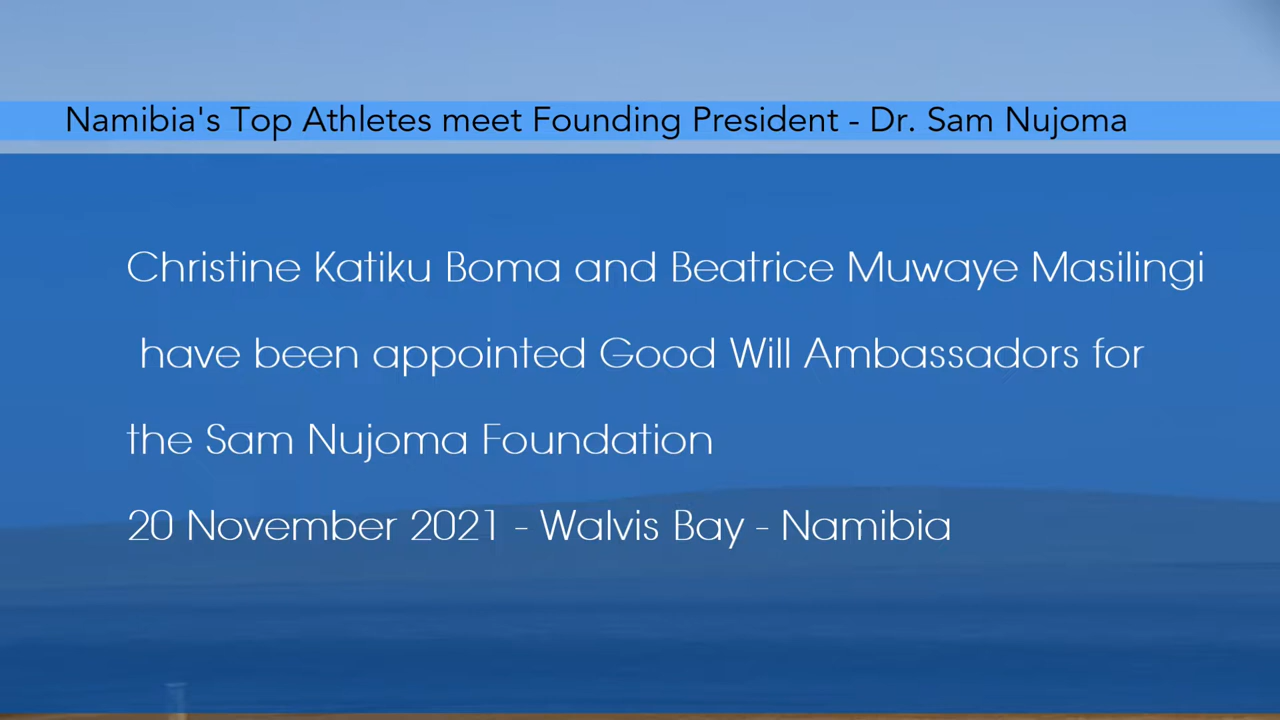 Namibia's Top Athletes meet Founding President - Dr. Sam Nujoma
Christine Katiku Boma and Beatrice Muwaye Masilingi
have been appointed Good Will Ambassadors for
the Sam Nujoma Foundation
20 November 2021 - Walvis Bay - Namibia